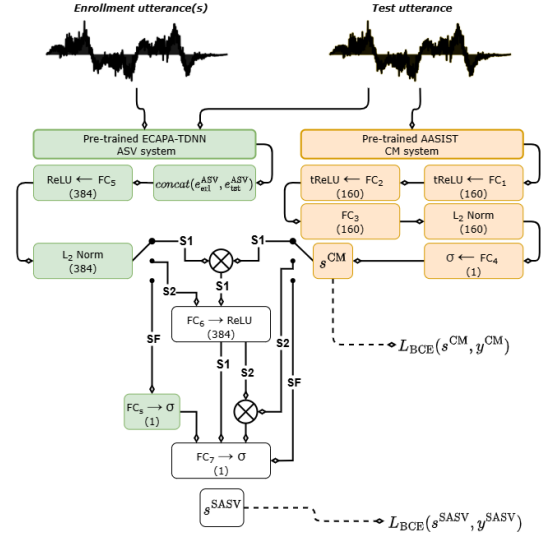 Enrollment utterance(s)
Test utterance
Pre-trained ECAPA-TDNN
ASV system
Pre-trained AASIST
CM system
ReLU ← FC₅
(384)
concat(e_enl^ASV, e_tst^ASV)
tReLU ← FC₂
(160)
tReLU ← FC₁
(160)
FC₃
(160)
L₂ Norm
(160)
L₂ Norm
(384)
S1
S1
s^CM
σ ← FC₄
(1)
S2
S1
FC₆ → ReLU
(384)
S2
L_BCE(s^CM, y^CM)
SF
S1
S2
SF
FCₛ → σ
(1)
FC₇ → σ
(1)
s^SASV
L_BCE(s^SASV, y^SASV)